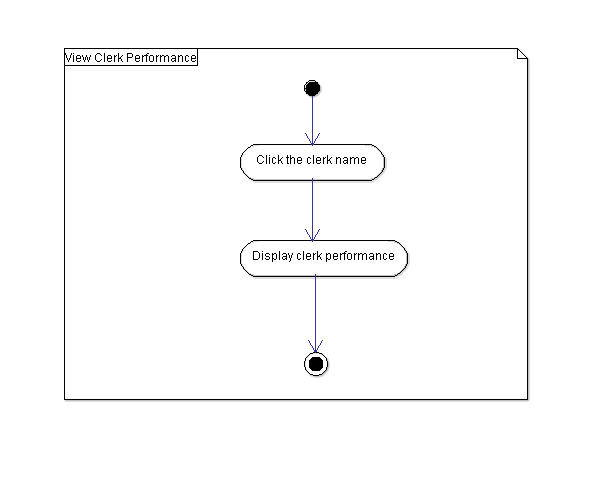 View Clerk Performance
Click the clerk name
Display clerk performance